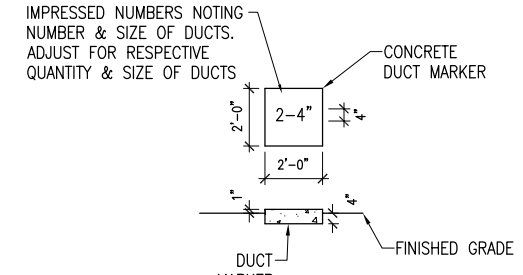 IMPRESSED NUMBERS NOTING
NUMBER & SIZE OF DUCTS.
ADJUST FOR RESPECTIVE
QUANTITY & SIZE OF DUCTS
CONCRETE
DUCT MARKER
2-4"
4"
2'-0"
2'-0"
1"
4"
FINISHED GRADE
DUCT
MARKER